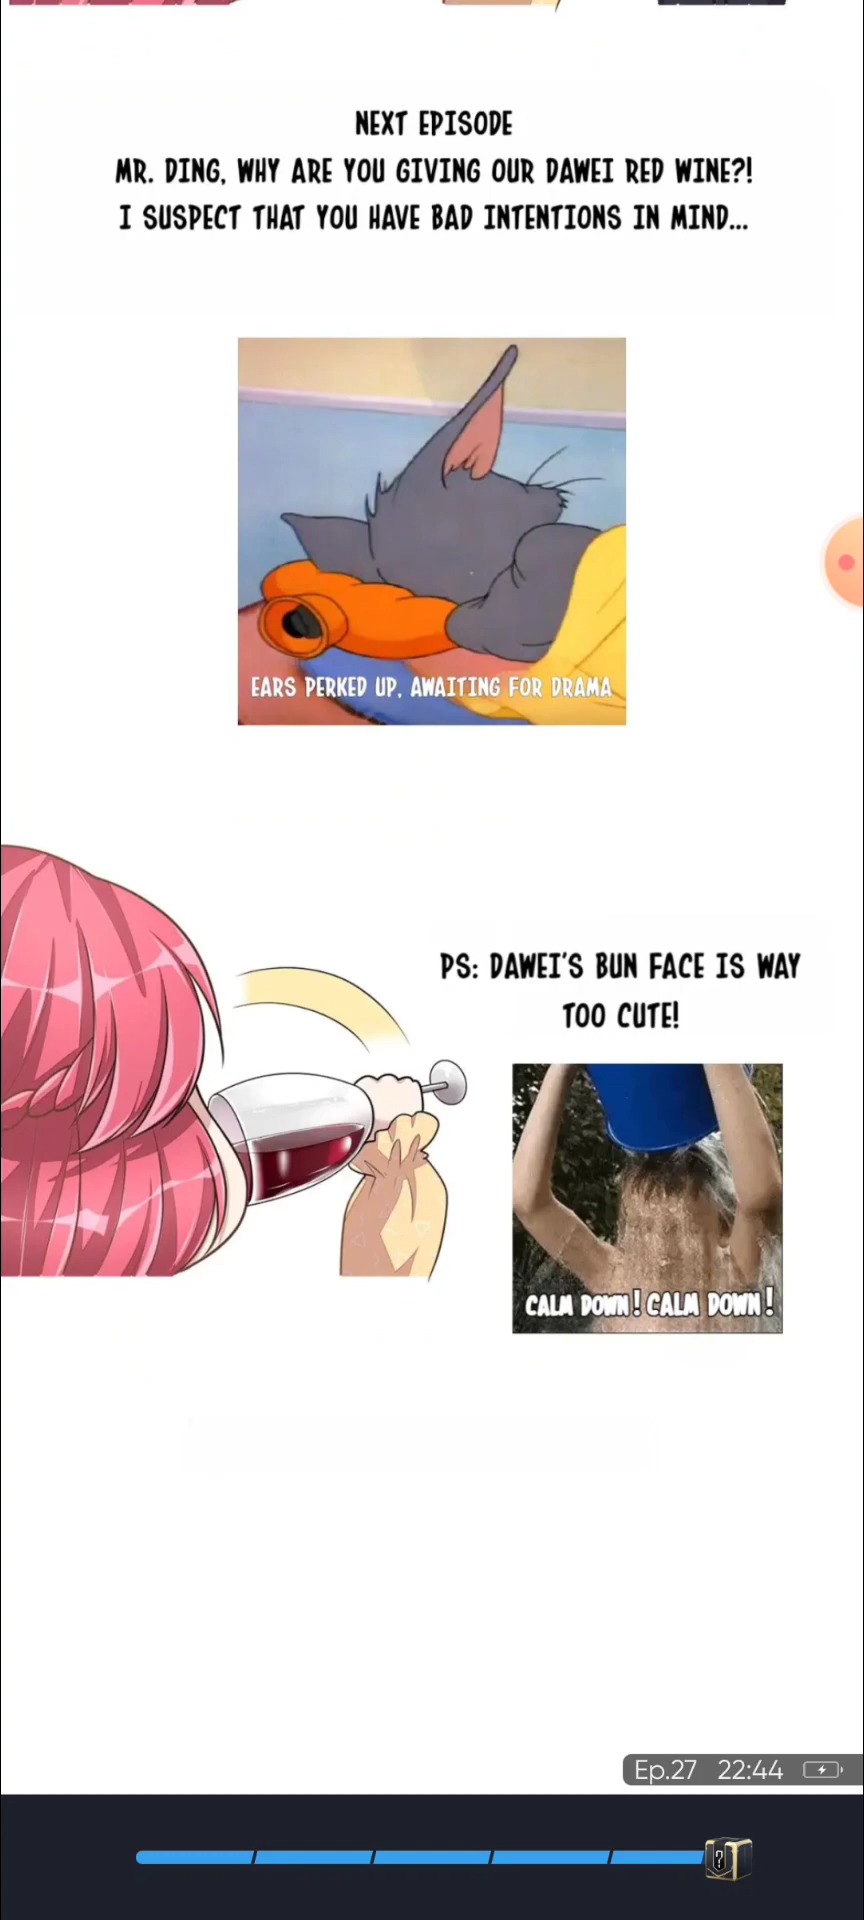 NEXT EPISODE
MR. DING, WHY ARE YOU GIVING OUR DAWEI RED WINE?!
I SUSPECT THAT YOU HAVE BAD INTENTIONS IN MIND...
EARS PERKED UP, AWAITING FOR DRAMA
PS: DAWEI'S BUN FACE IS WAY
TOO CUTE!
CALM DOWN! CALM DOWN!
Ep.27 22:44
?